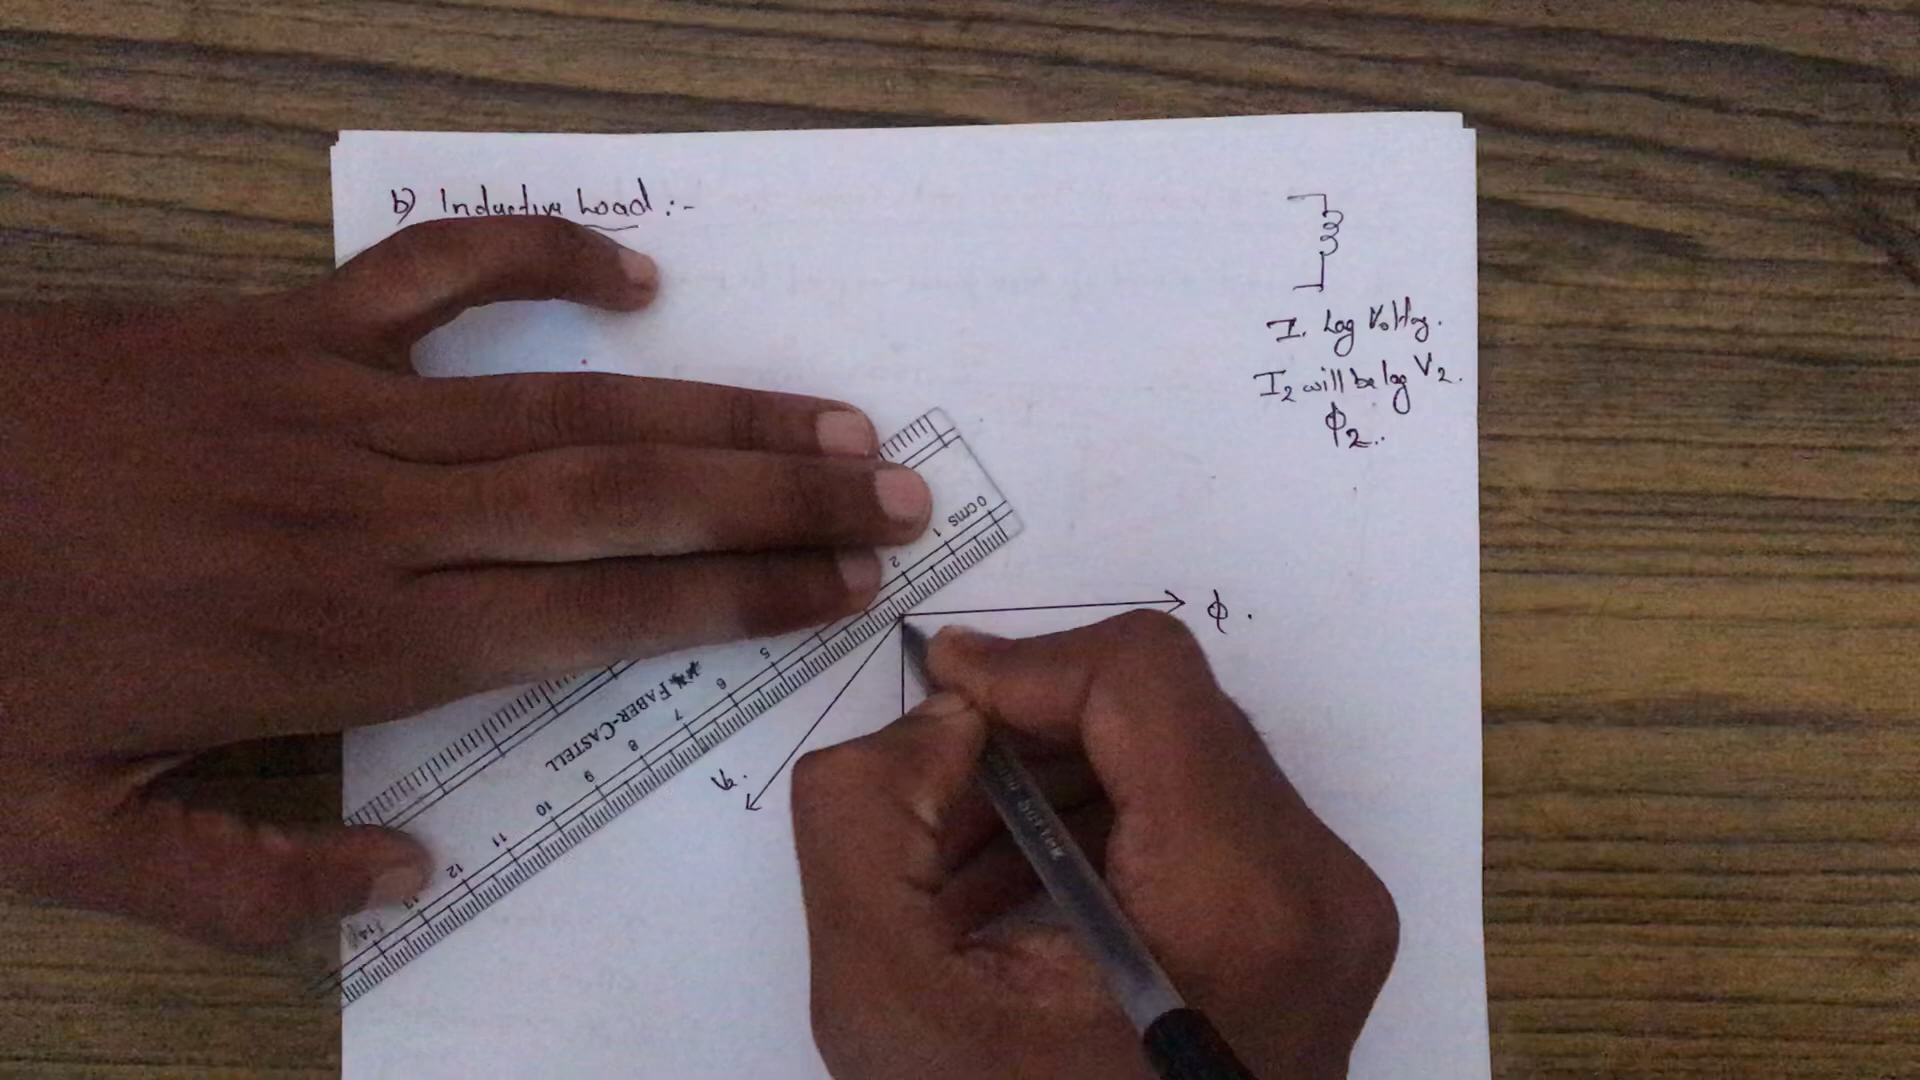 b) Inductive Load :-
I. Lag Voltag.
I2 will be lag V2.
ϕ2..
ϕ.
0 cms 1 2 5 6 7 8 9 10 11 12 13 14
FABER-CASTELL